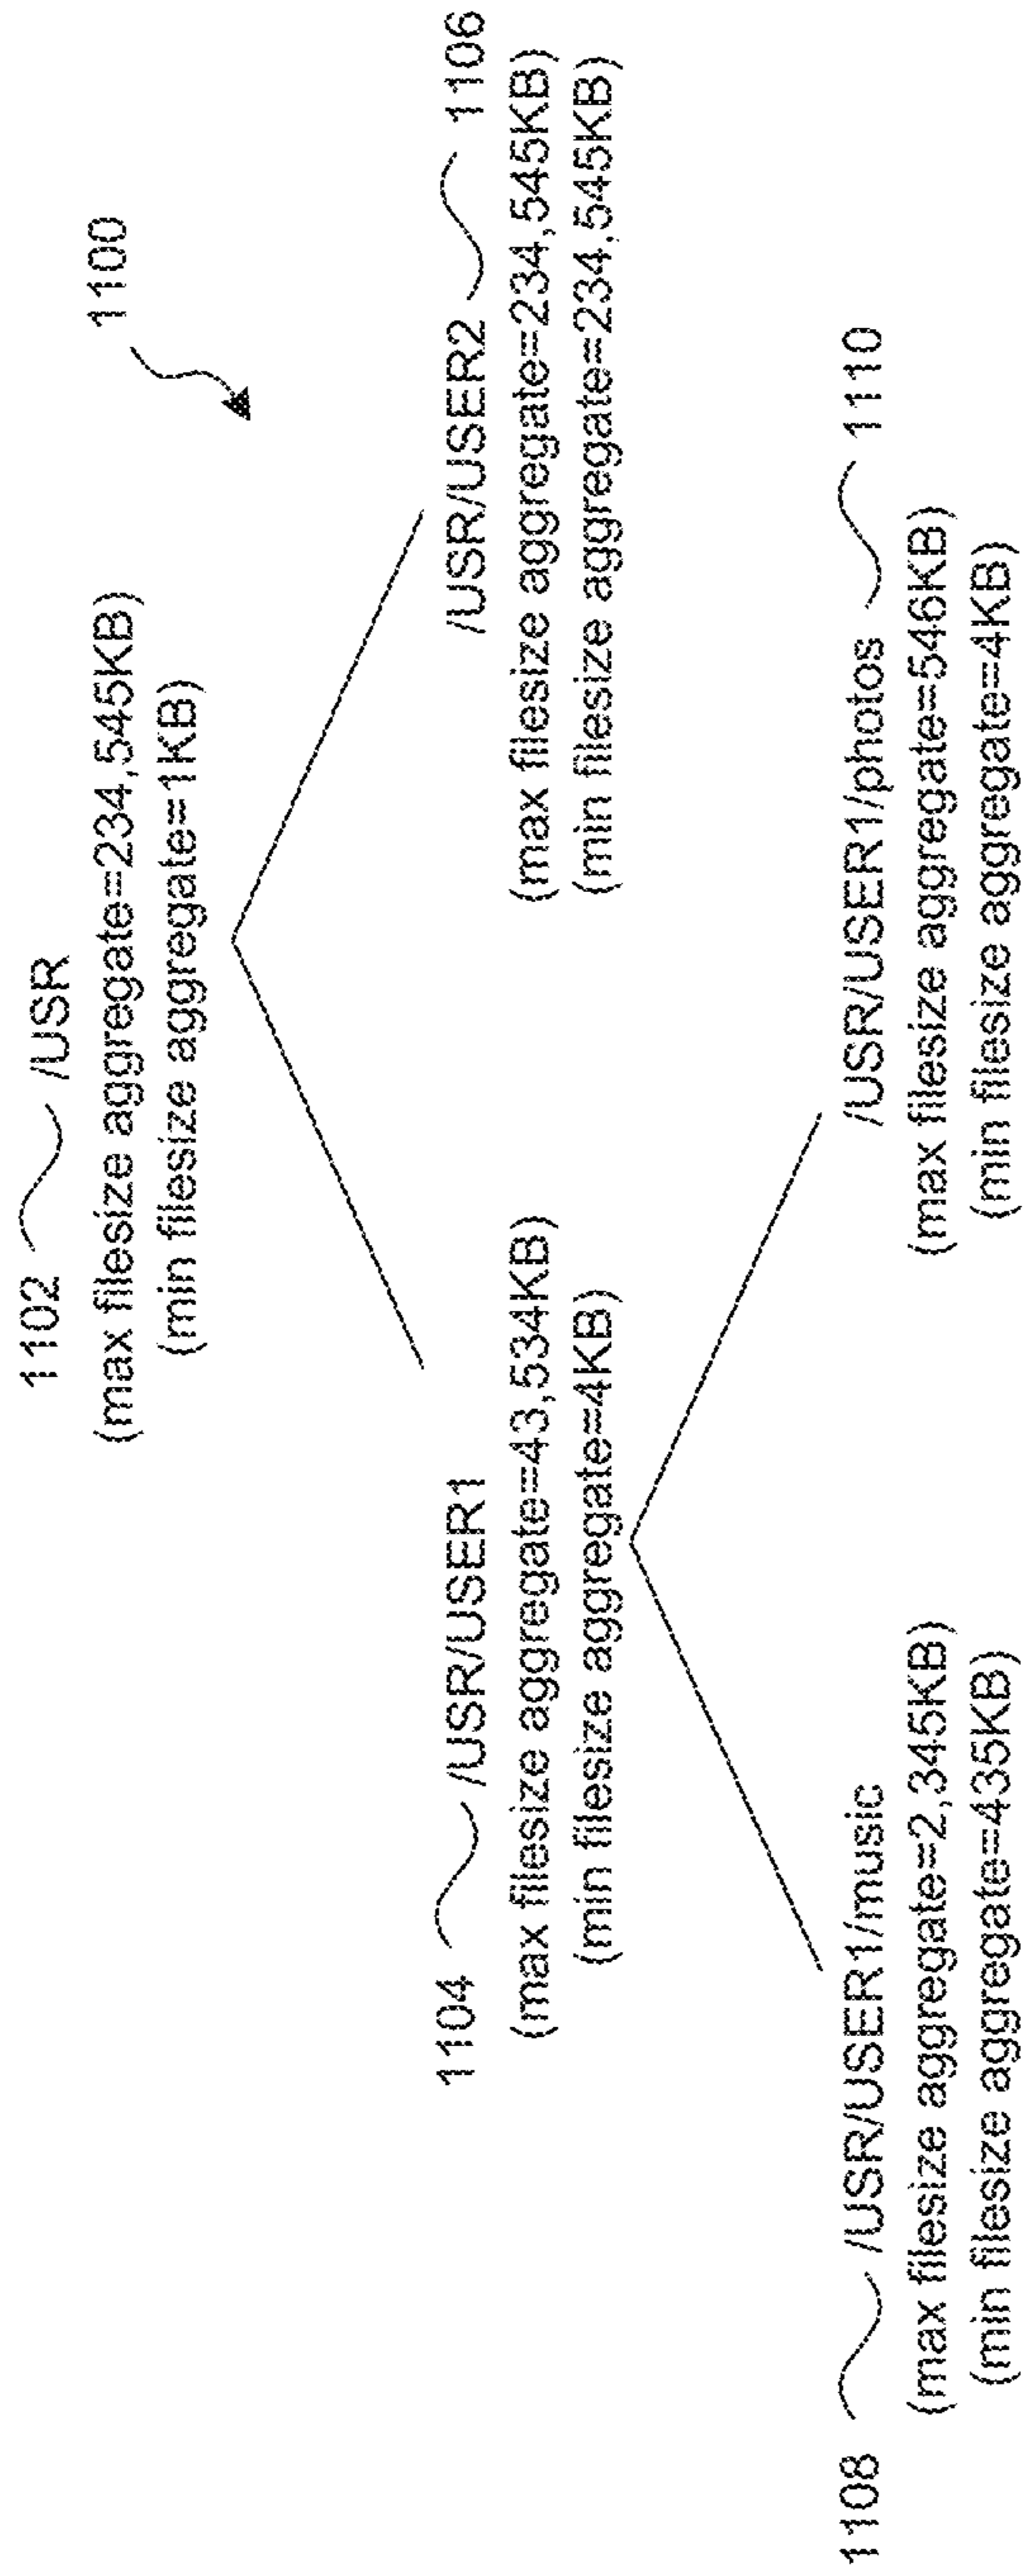 1100
1102 /USR
(max filesize aggregate=234,545KB)
(min filesize aggregate=1KB)
1104 /USR/USER1
(max filesize aggregate=43,534KB)
(min filesize aggregate=4KB)
/USR/USER2 1106
(max filesize aggregate=234,545KB)
(min filesize aggregate=234,545KB)
1108 /USR/USER1/music
(max filesize aggregate=2,345KB)
(min filesize aggregate=435KB)
/USR/USER1/photos 1110
(max filesize aggregate=546KB)
(min filesize aggregate=4KB)